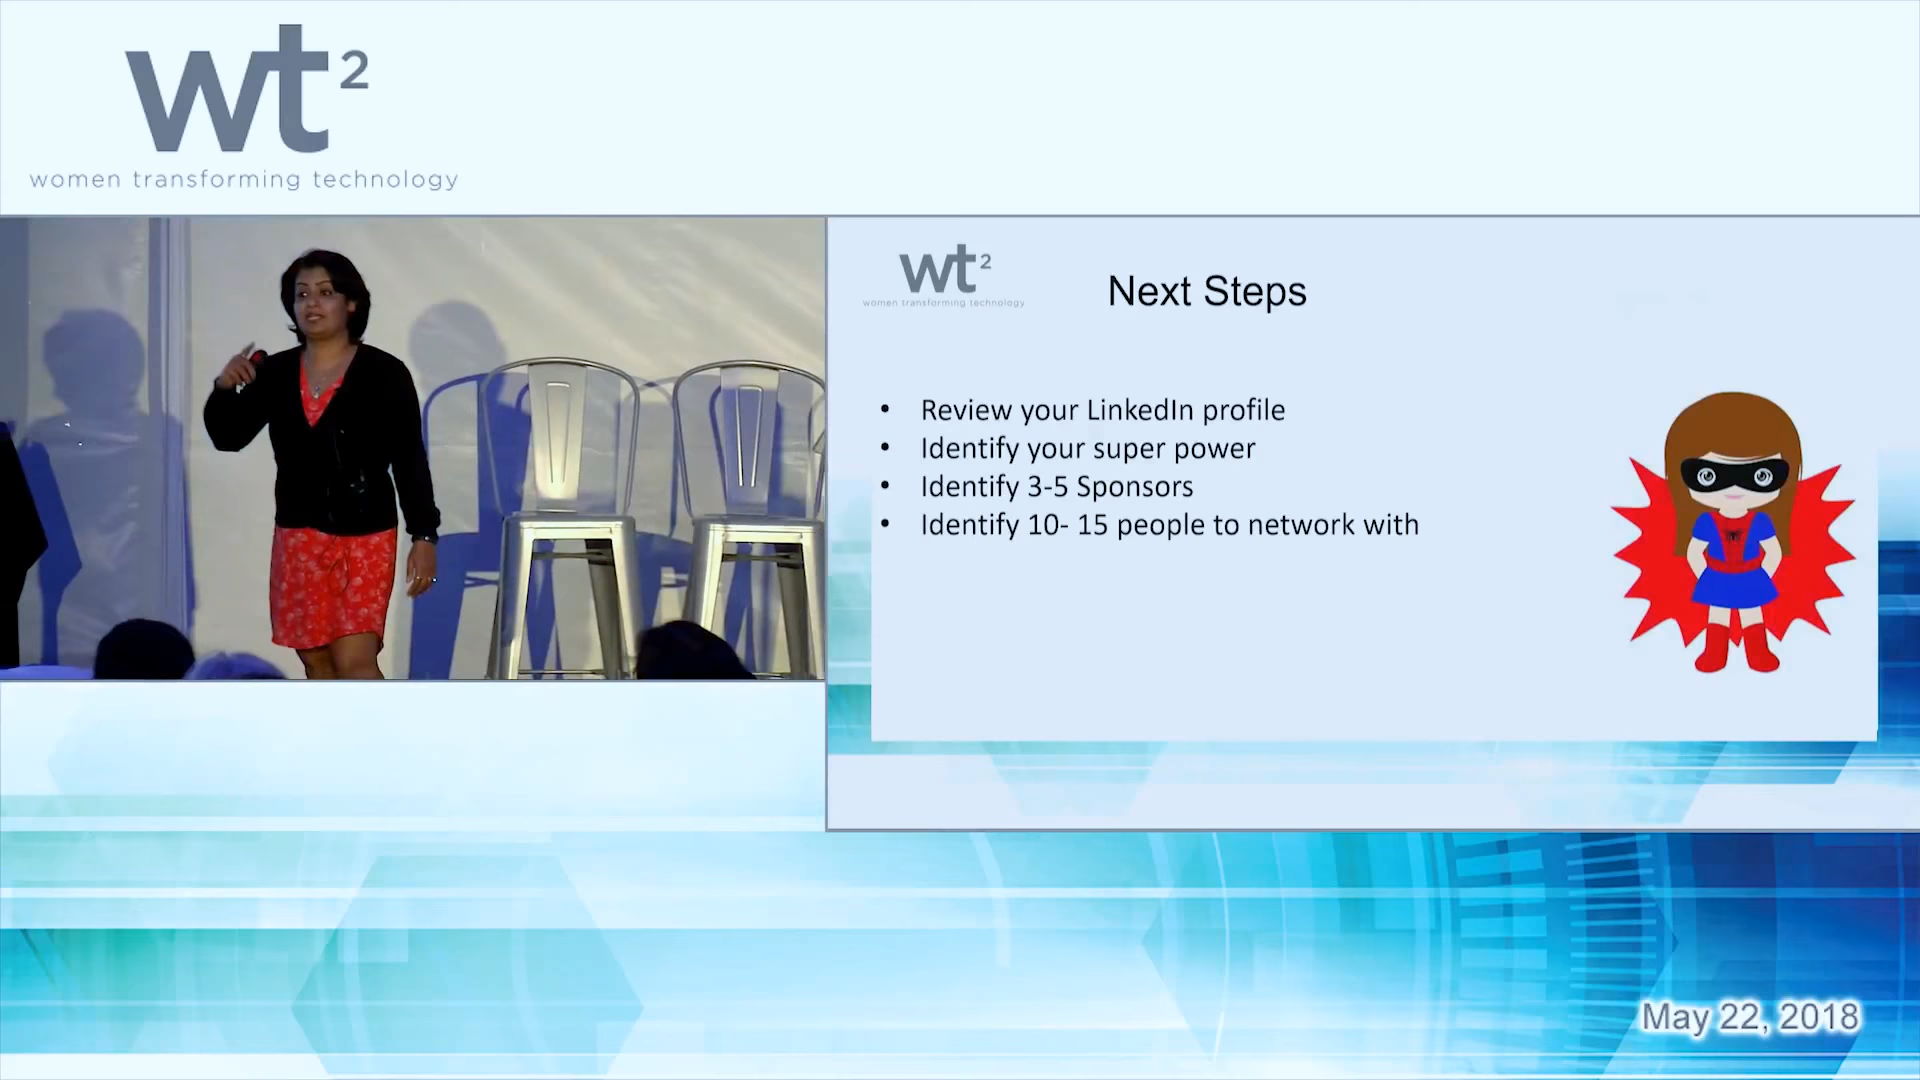 wt2
women transforming technology
wt2
women transforming technology
Next Steps
• Review your LinkedIn profile
• Identify your super power
• Identify 3-5 Sponsors
• Identify 10- 15 people to network with
May 22, 2018